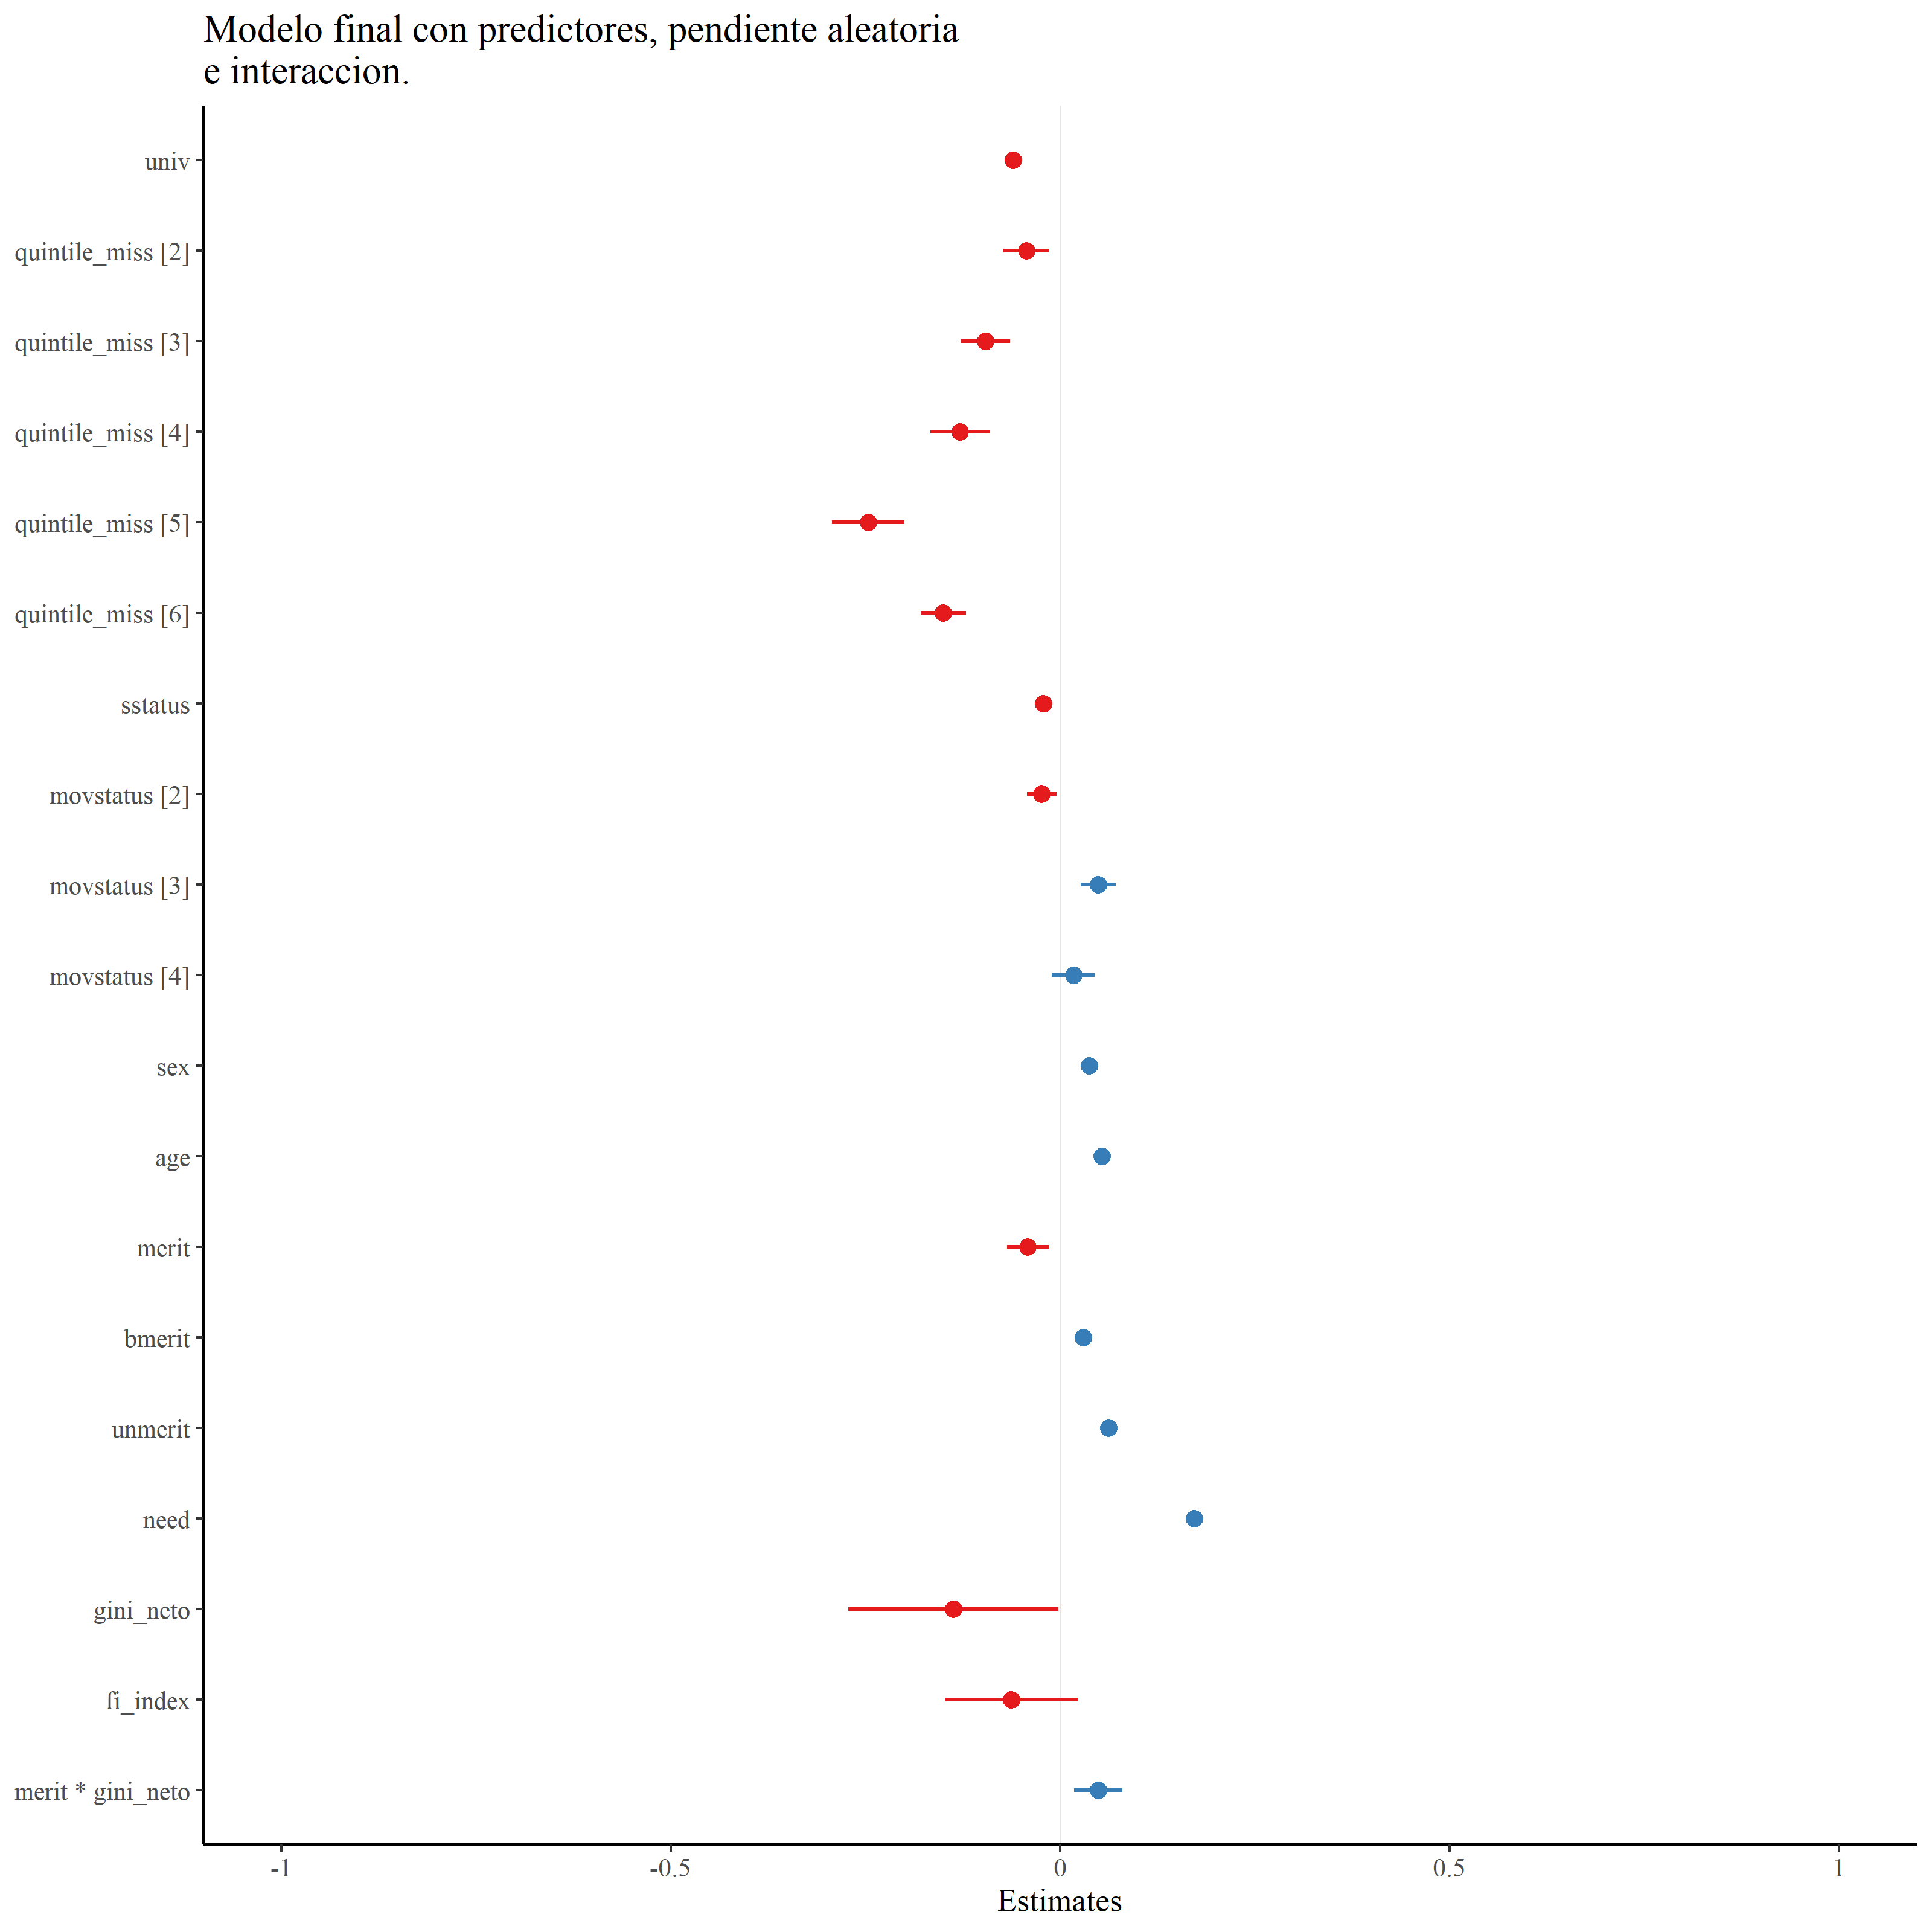 Modelo final con predictores, pendiente aleatoria
e interaccion.
univ
quintile_miss [2]
quintile_miss [3]
quintile_miss [4]
quintile_miss [5]
quintile_miss [6]
sstatus
movstatus [2]
movstatus [3]
movstatus [4]
sex
age
merit
bmerit
unmerit
need
gini_neto
fi_index
merit * gini_neto
-1 -0.5 0 0.5 1
Estimates